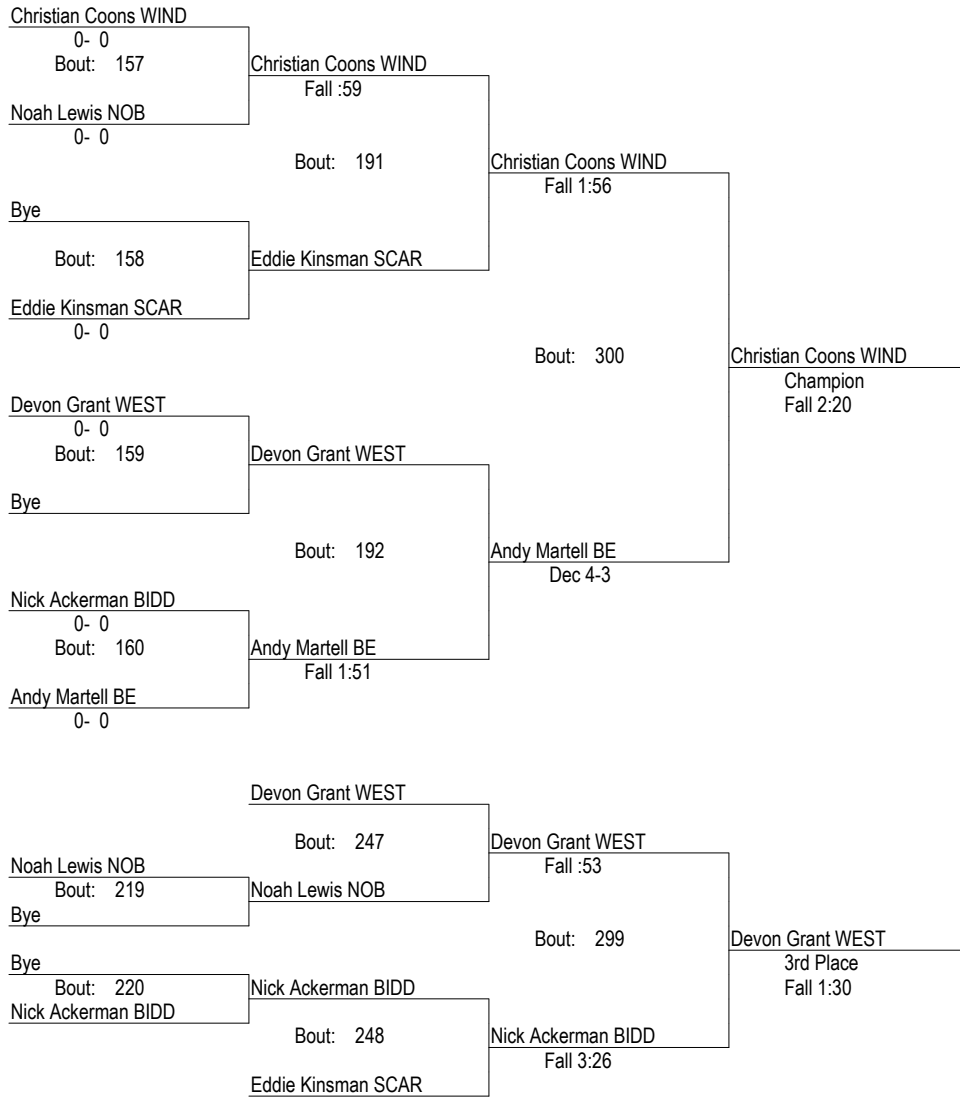 Christian Coons WIND
0- 0
Bout: 157
Christian Coons WIND
Fall :59
Noah Lewis NOB
0- 0
Bout: 191
Christian Coons WIND
Fall 1:56
Bye
Bout: 158
Eddie Kinsman SCAR
Eddie Kinsman SCAR
0- 0
Bout: 300
Christian Coons WIND
Champion
Fall 2:20
Devon Grant WEST
0- 0
Bout: 159
Devon Grant WEST
Bye
Bout: 192
Andy Martell BE
Dec 4-3
Nick Ackerman BIDD
0- 0
Bout: 160
Andy Martell BE
Fall 1:51
Andy Martell BE
0- 0
Devon Grant WEST
Bout: 247
Devon Grant WEST
Fall :53
Noah Lewis NOB
Bout: 219
Noah Lewis NOB
Bye
Bout: 299
Devon Grant WEST
3rd Place
Fall 1:30
Bye
Bout: 220
Nick Ackerman BIDD
Nick Ackerman BIDD
Bout: 248
Nick Ackerman BIDD
Fall 3:26
Eddie Kinsman SCAR